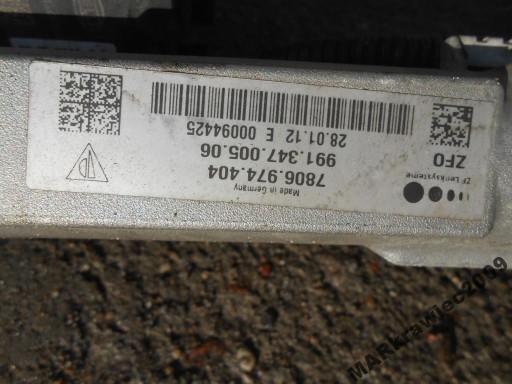 ZF Lenksysteme
ZFO
28.01.12 E 00094425
991.347.005.06
7806.974.404
Made in Germany
MARkrawiec2009